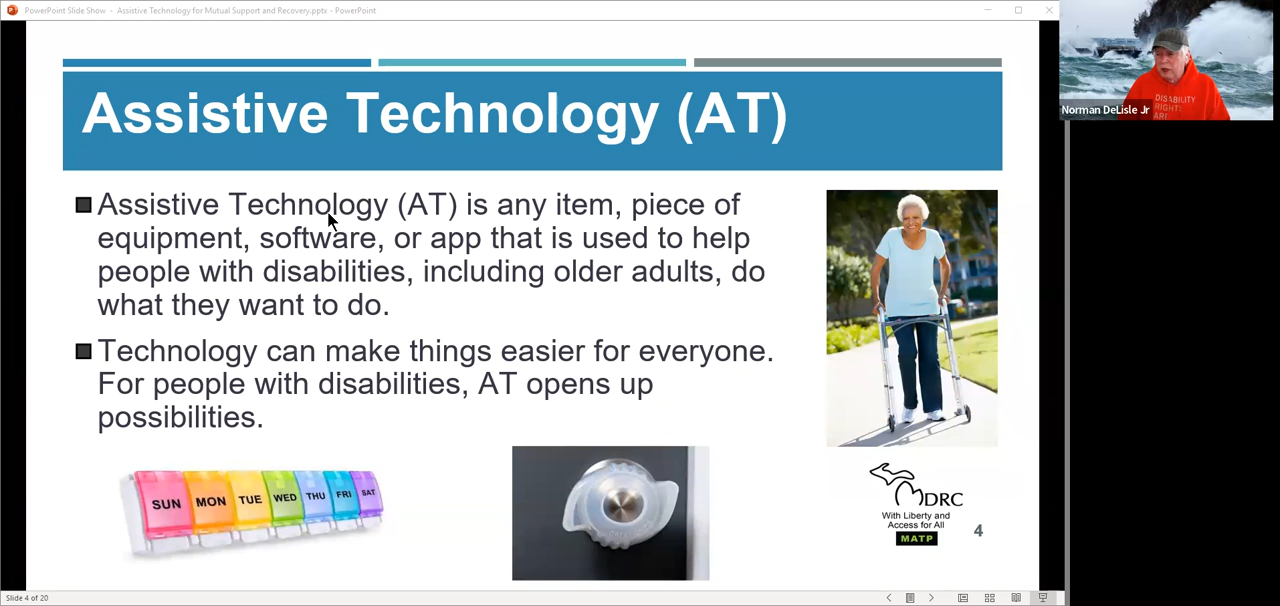 PowerPoint Slide Show - Assistive Technology for Mutual Support and Recovery.pptx - PowerPoint
Assistive Technology (AT)
Assistive Technology (AT) is any item, piece of
equipment, software, or app that is used to help
people with disabilities, including older adults, do
what they want to do.
Technology can make things easier for everyone.
For people with disabilities, AT opens up
possibilities.
SUN MON TUE WED THU FRI SAT
MDRC
With Liberty and
Access for All
MATP
4
Slide 4 of 20
DISABILITY
RIGHTS
ARE
Norman DeLisle Jr